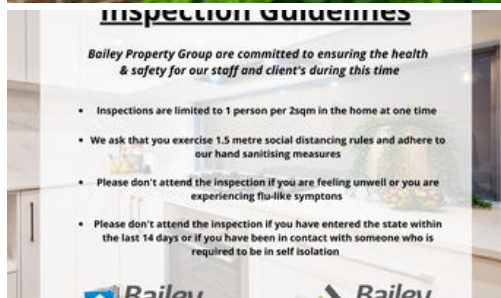 Inspection Guidelines
Bailey Property Group are committed to ensuring the health
& safety for our staff and client's during this time
• Inspections are limited to 1 person per 2sqm in the home at one time
• We ask that you exercise 1.5 metre social distancing rules and adhere to
our hand sanitising measures
• Please don't attend the inspection if you are feeling unwell or you are
experiencing flu-like symptons
• Please don't attend the inspection if you have entered the state within
the last 14 days or if you have been in contact with someone who is
required to be in self isolation
Bailey Bailey